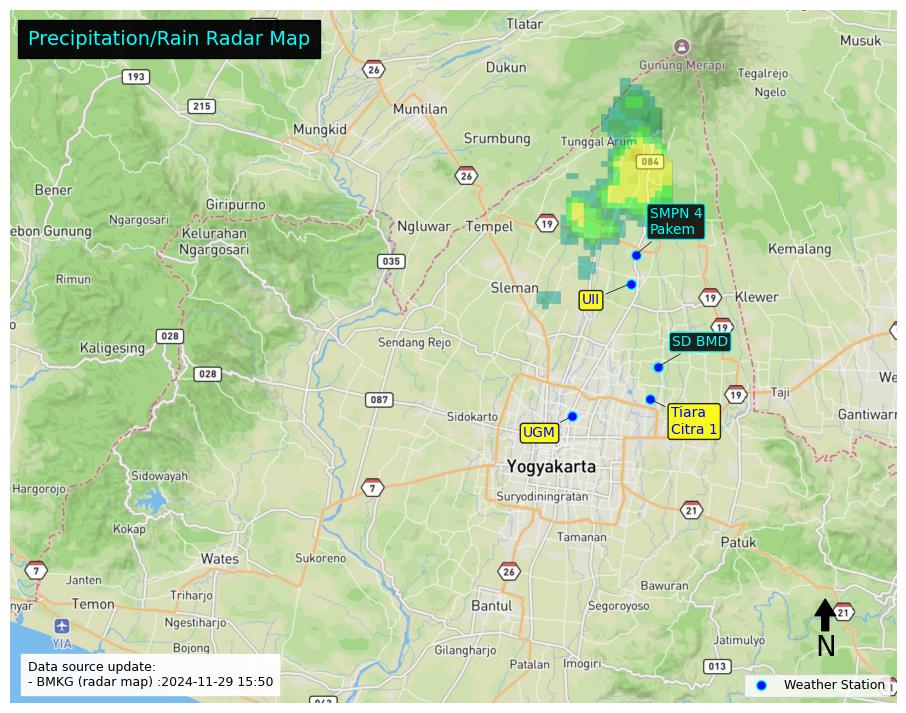 Precipitation/Rain Radar Map
Tlatar
Musuk
26
Dukun
Gunung Merapi
Tegalrejo
193
Ngelo
215
Muntilan
Mungkid
Srumbung
Tunggal Arum
084
26
Bener
Giripurno
SMPN 4
Pakem
Ngargosari
Ngluwar
Tempel
19
ebon Gunung
Kelurahan
Ngargosari
Kemalang
035
Rimun
Sleman
UII
19
Klewer
19
028
Kaligesing
Sendang Rejo
SD BMD
028
We
087
19
Taji
Sidokarto
Tiara
Citra 1
Gantiwarn
UGM
Yogyakarta
Sidowayah
Hargorojo
7
Suryodiningratan
21
Kokap
Tamanan
Patuk
Wates
Sukoreno
7
26
Janten
Bawuran
Triharjo
nyar
Temon
Bantul
Segoroyoso
21
Ngestiharjo
YIA
N
Bojong
Gilangharjo
Jatimulyo
Patalan
Imogiri
013
Data source update:
- BMKG (radar map) :2024-11-29 15:50
Weather Station